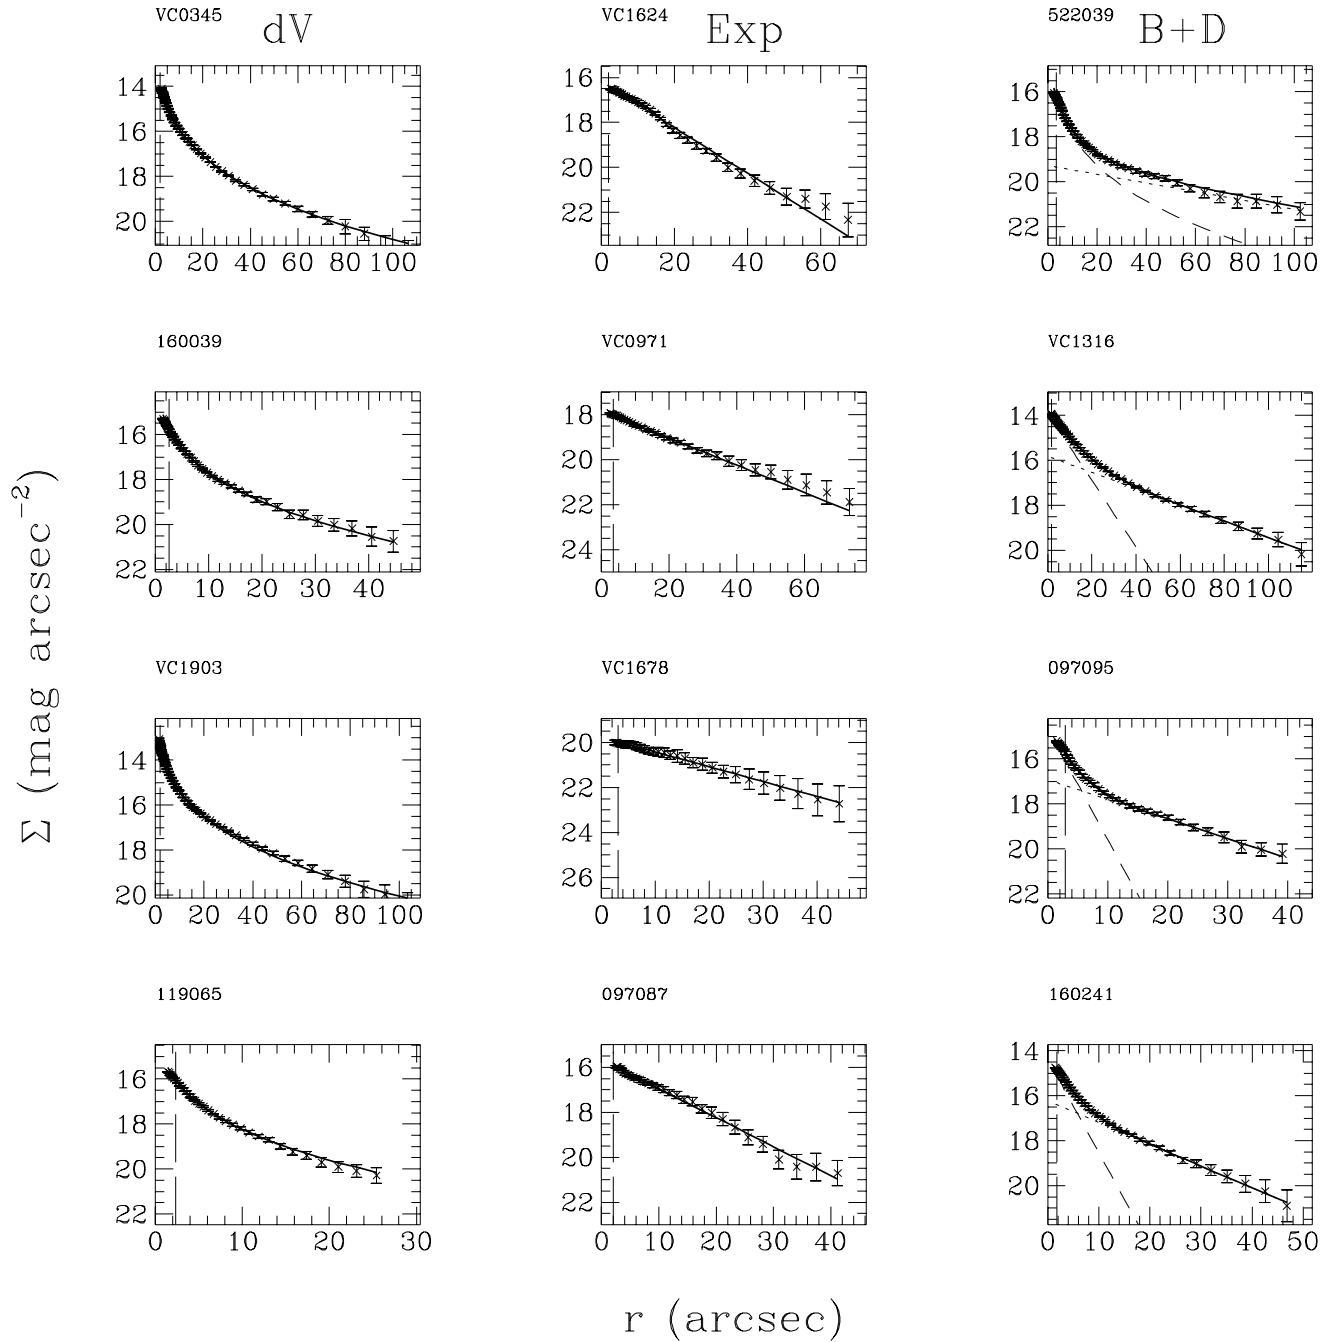 VC0345 VC1624 522039
dV Exp B+D
14 16 18 20
0 20 40 60 80 100
16 18 20 22
0 20 40 60
16 18 20 22
0 20 40 60 80 100
160039 VC0971 VC1316
16 18 20 22
0 10 20 30 40
18 20 22 24
0 20 40 60
14 16 18 20
0 20 40 60 80 100
VC1903 VC1678 097095
14 16 18 20
0 20 40 60 80 100
20 22 24 26
0 10 20 30 40
16 18 20 22
0 10 20 30 40
119065 097087 160241
16 18 20 22
0 10 20 30
16 18 20 22
0 10 20 30 40
14 16 18 20
0 10 20 30 40 50
Σ (mag arcsec⁻²)
r (arcsec)